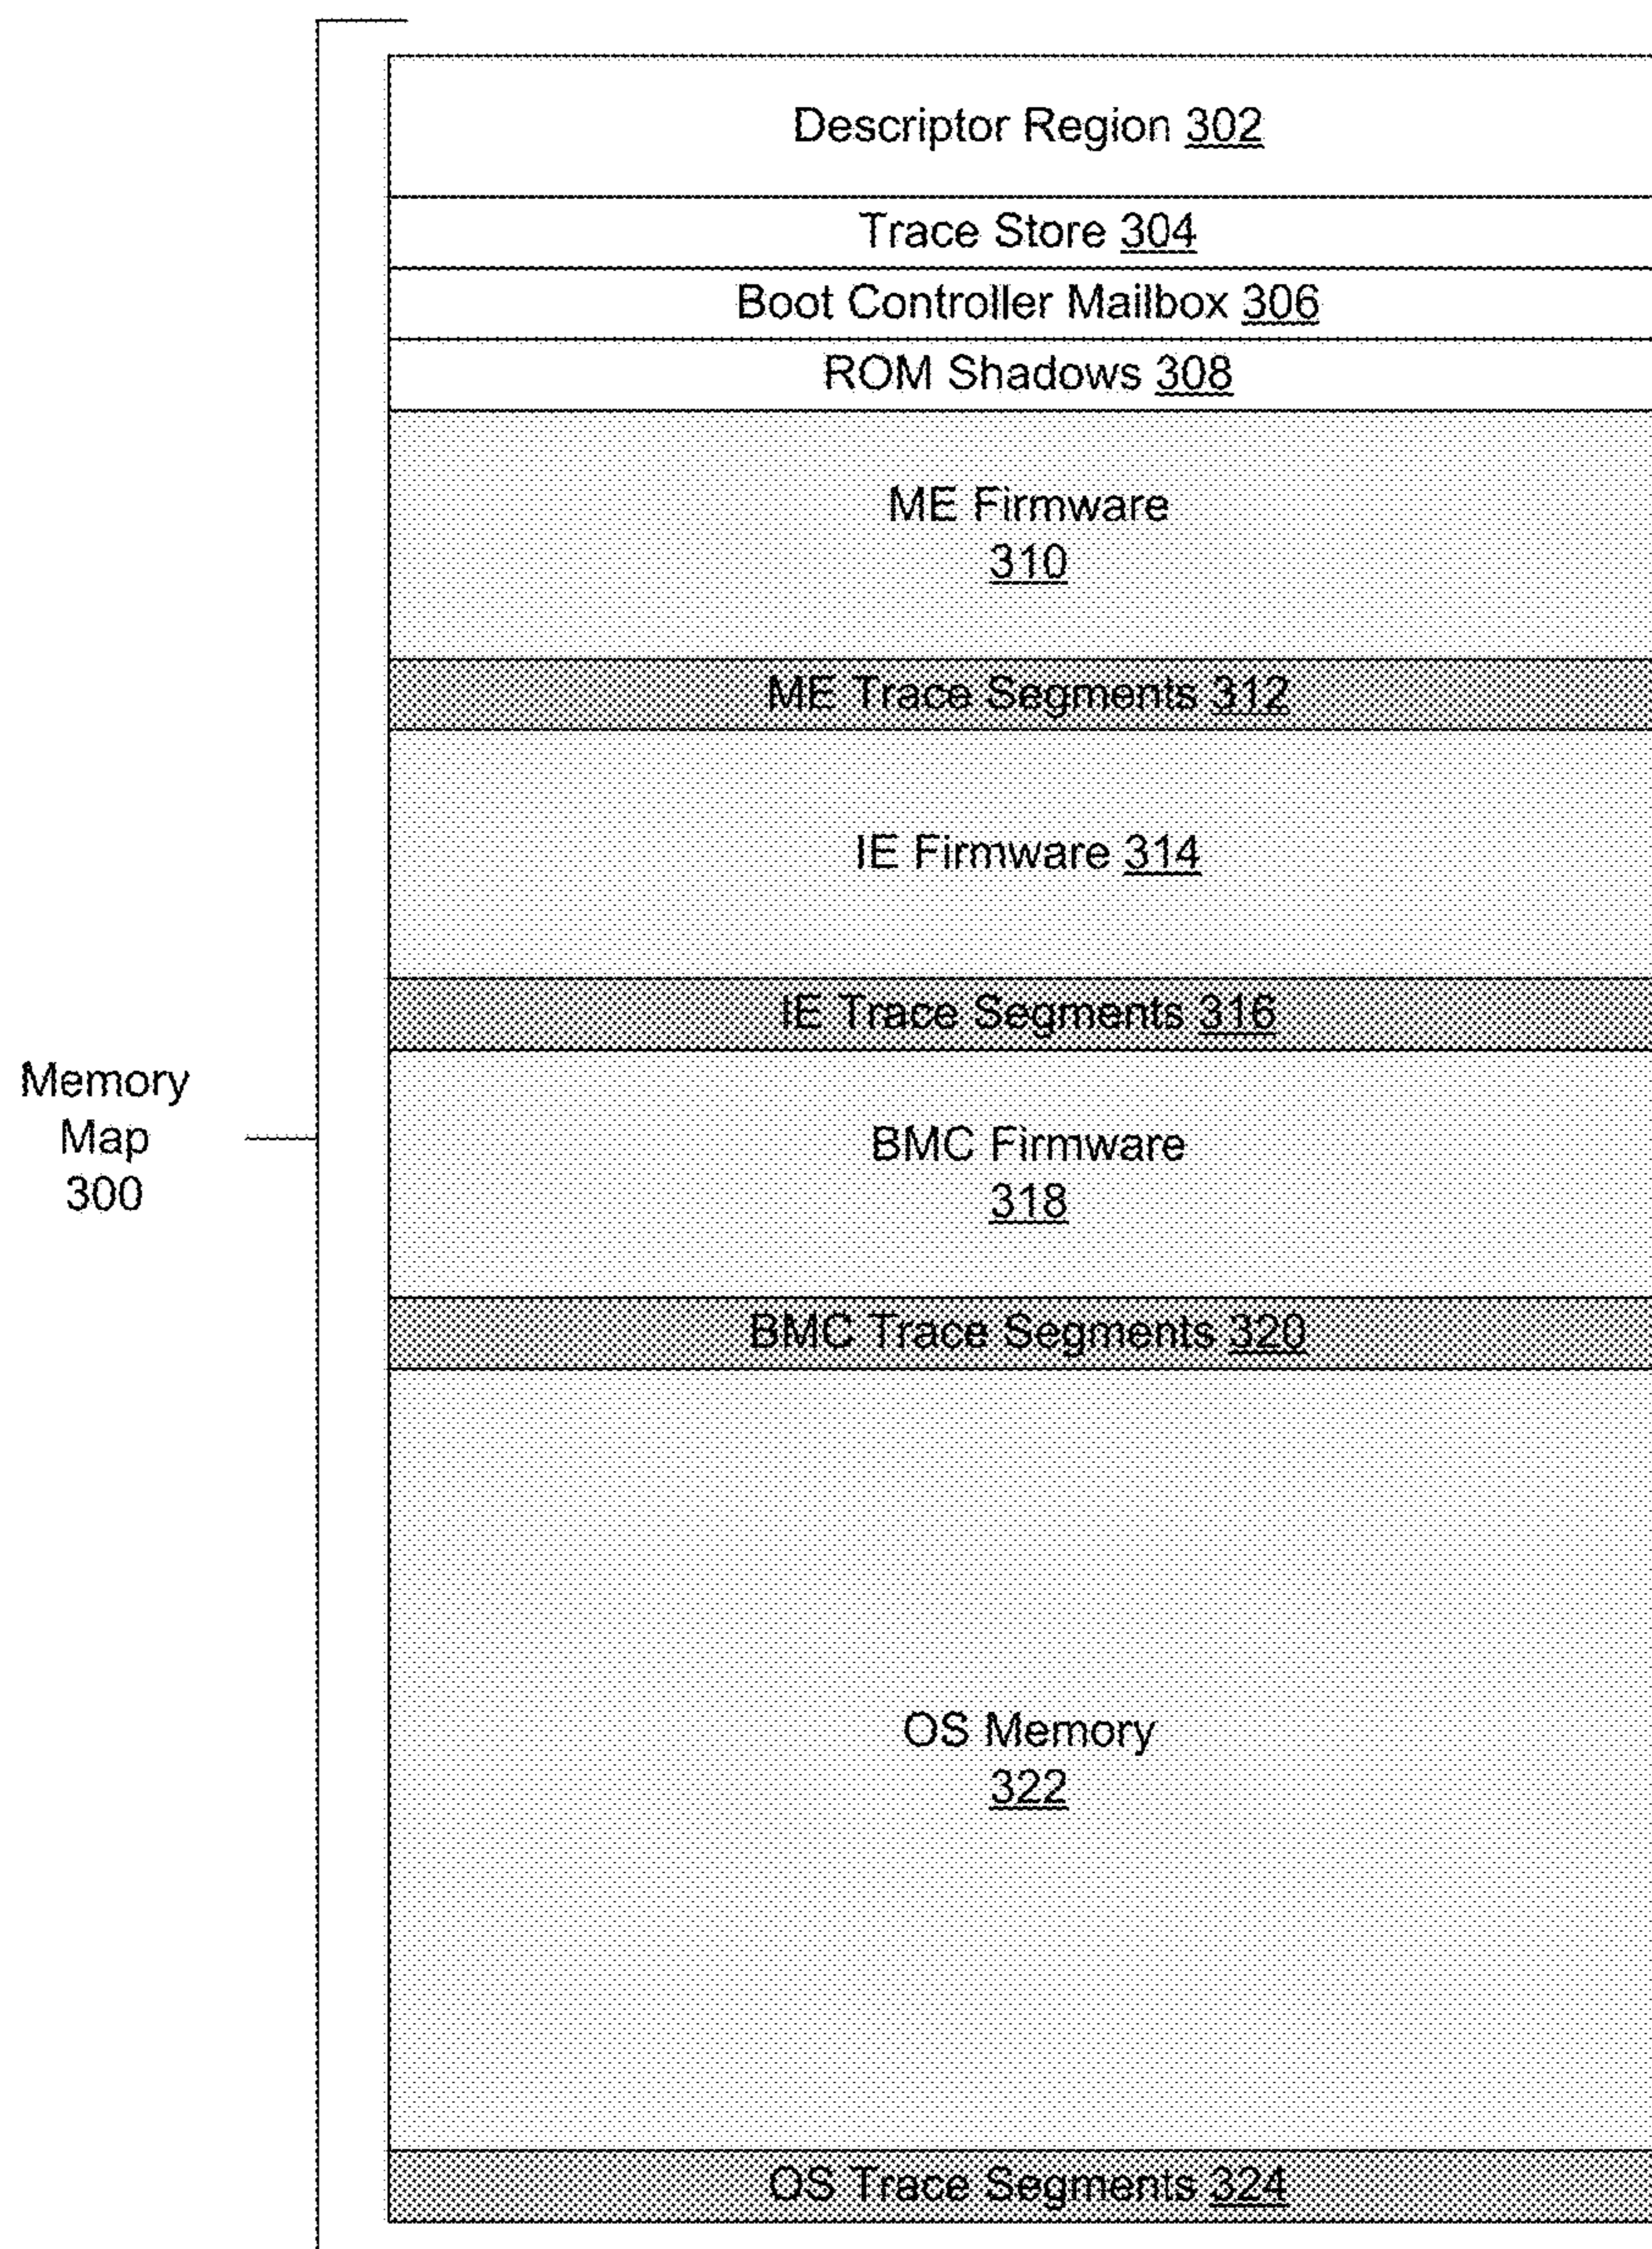 Descriptor Region 302
Trace Store 304
Boot Controller Mailbox 306
ROM Shadows 308
ME Firmware
310
ME Trace Segments 312
IE Firmware 314
IE Trace Segments 316
Memory
Map
300
BMC Firmware
318
BMC Trace Segments 320
OS Memory
322
OS Trace Segments 324